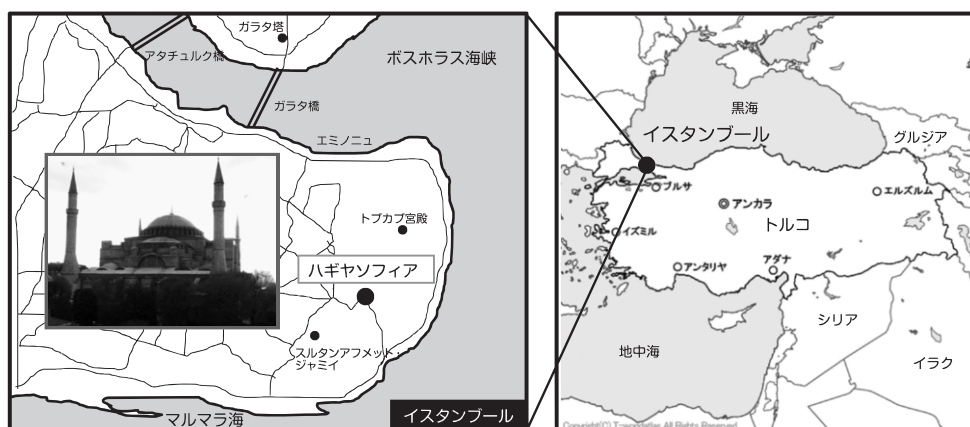 ガラタ塔
アタチュルク橋
ボスホラス海峡
ガラタ橋
エミノニュ
トプカプ宮殿
ハギヤソフィア
スルタンアフメット・
ジャミイ
マルマラ海
イスタンブール
黒海
イスタンブール
グルジア
ブルサ
エルズルム
アンカラ
トルコ
イズミル
アンタリヤ
アダナ
シリア
地中海
イラク
Copyright(C) T-worldatlas All Rights Reserved